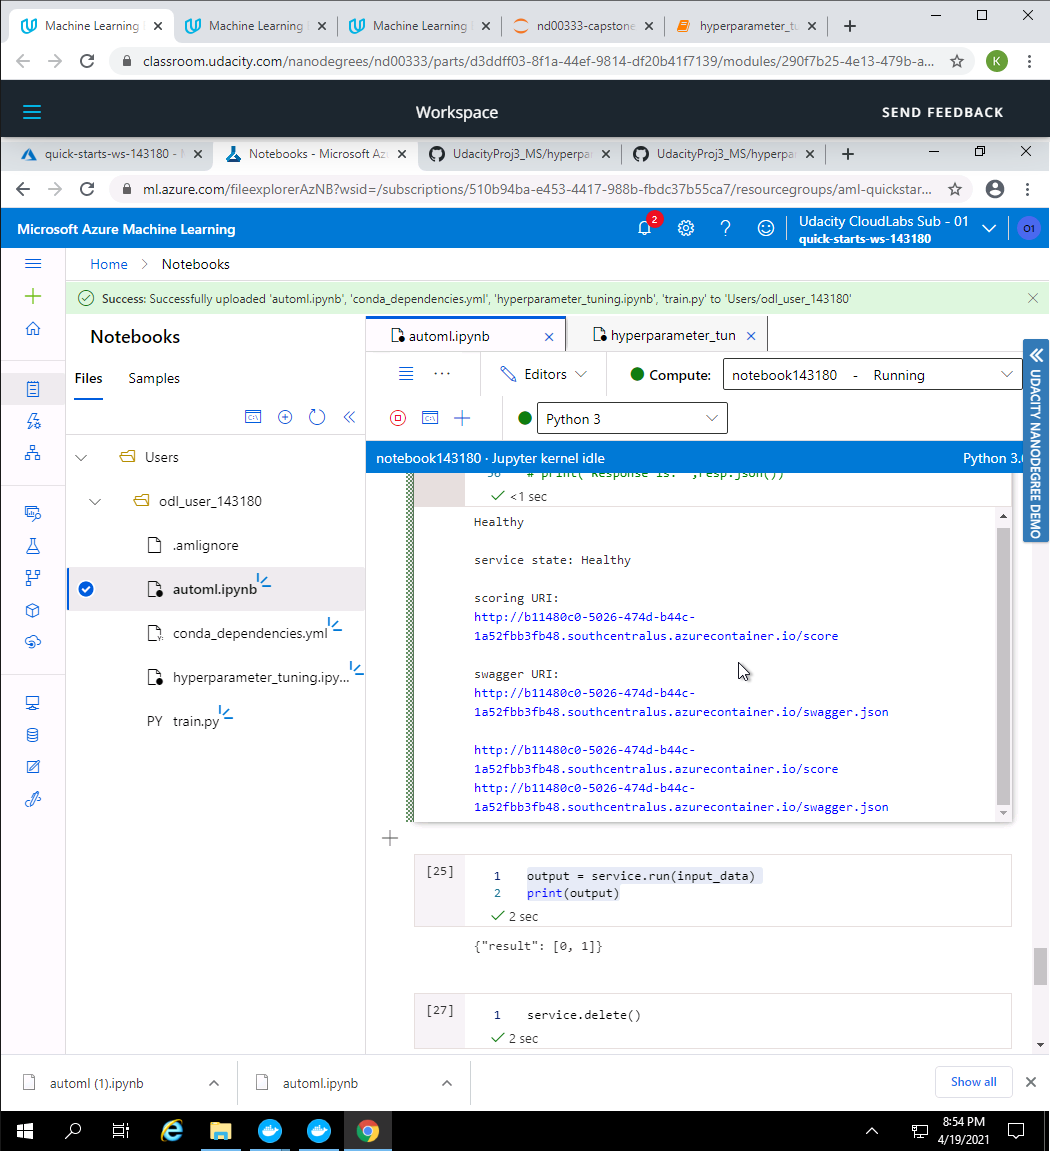 Machine Learning
Machine Learning
Machine Learning
nd00333-capstone
hyperparameter_tu
classroom.udacity.com/nanodegrees/nd00333/parts/d3ddff03-8f1a-44ef-9814-df20b41f7139/modules/290f7b25-4e13-479b-a...
K
Workspace
SEND FEEDBACK
quick-starts-ws-143180 -
Notebooks - Microsoft Az
UdacityProj3_MS/hyperpa
UdacityProj3_MS/hyperpa
ml.azure.com/fileexplorerAzNB?wsid=/subscriptions/510b94ba-e453-4417-988b-fbdc37b55ca7/resourcegroups/aml-quickstar...
Microsoft Azure Machine Learning
2
Udacity CloudLabs Sub - 01
quick-starts-ws-143180
O1
Home > Notebooks
Success: Successfully uploaded 'automl.ipynb', 'conda_dependencies.yml', 'hyperparameter_tuning.ipynb', 'train.py' to 'Users/odl_user_143180'
Notebooks
Files
Samples
Users
odl_user_143180
.amlignore
automl.ipynb
conda_dependencies.yml
hyperparameter_tuning.ipy...
PY train.py
automl.ipynb
hyperparameter_tun
Editors
Compute:
notebook143180 - Running
Python 3
notebook143180 · Jupyter kernel idle
Python 3.
UDACITY NANODEGREE DEMO
# print("Response is: ",resp.json())
<1 sec
Healthy
service state: Healthy
scoring URI:
http://b11480c0-5026-474d-b44c-
1a52fbb3fb48.southcentralus.azurecontainer.io/score
swagger URI:
http://b11480c0-5026-474d-b44c-
1a52fbb3fb48.southcentralus.azurecontainer.io/swagger.json
http://b11480c0-5026-474d-b44c-
1a52fbb3fb48.southcentralus.azurecontainer.io/score
http://b11480c0-5026-474d-b44c-
1a52fbb3fb48.southcentralus.azurecontainer.io/swagger.json
[25]
1 output = service.run(input_data)
2 print(output)
2 sec
{"result": [0, 1]}
[27]
1 service.delete()
2 sec
automl (1).ipynb
automl.ipynb
Show all
8:54 PM
4/19/2021